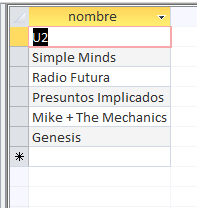 nombre
U2
Simple Minds
Radio Futura
Presuntos Implicados
Mike + The Mechanics
Genesis